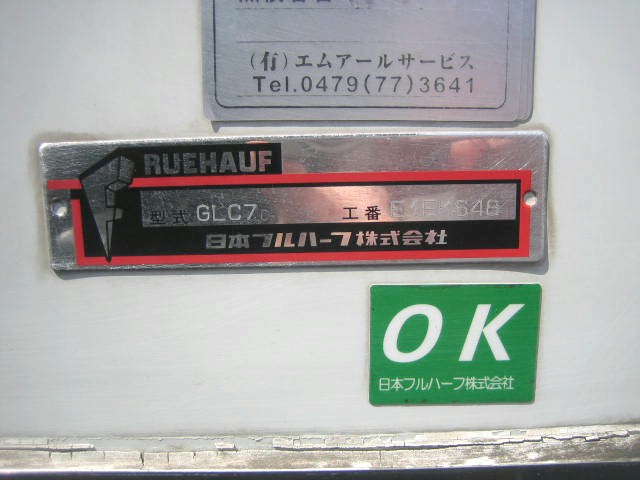 (有)エムアールサービス
Tel.0479(77)3641
FRUEHAUF
型式 GLC7 工番
日本フルハーフ株式会社
OK
日本フルハーフ株式会社